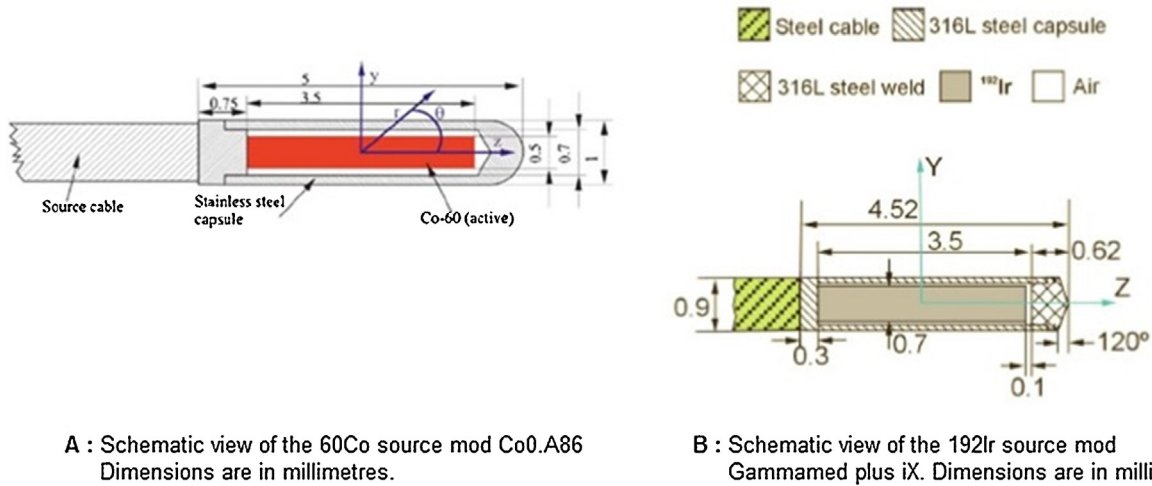 5
y
0.75
3.5
r
θ
z
0.5
0.7
1
Source cable
Stainless steel
capsule
Co-60 (active)
A : Schematic view of the 60Co source mod Co0.A86
Dimensions are in millimetres.
Steel cable 316L steel capsule
316L steel weld ¹⁹²Ir Air
Y
4.52
3.5
0.62
Z
0.9
120º
0.3
0.7
0.1
B : Schematic view of the 192Ir source mod
Gammamed plus iX. Dimensions are in milli